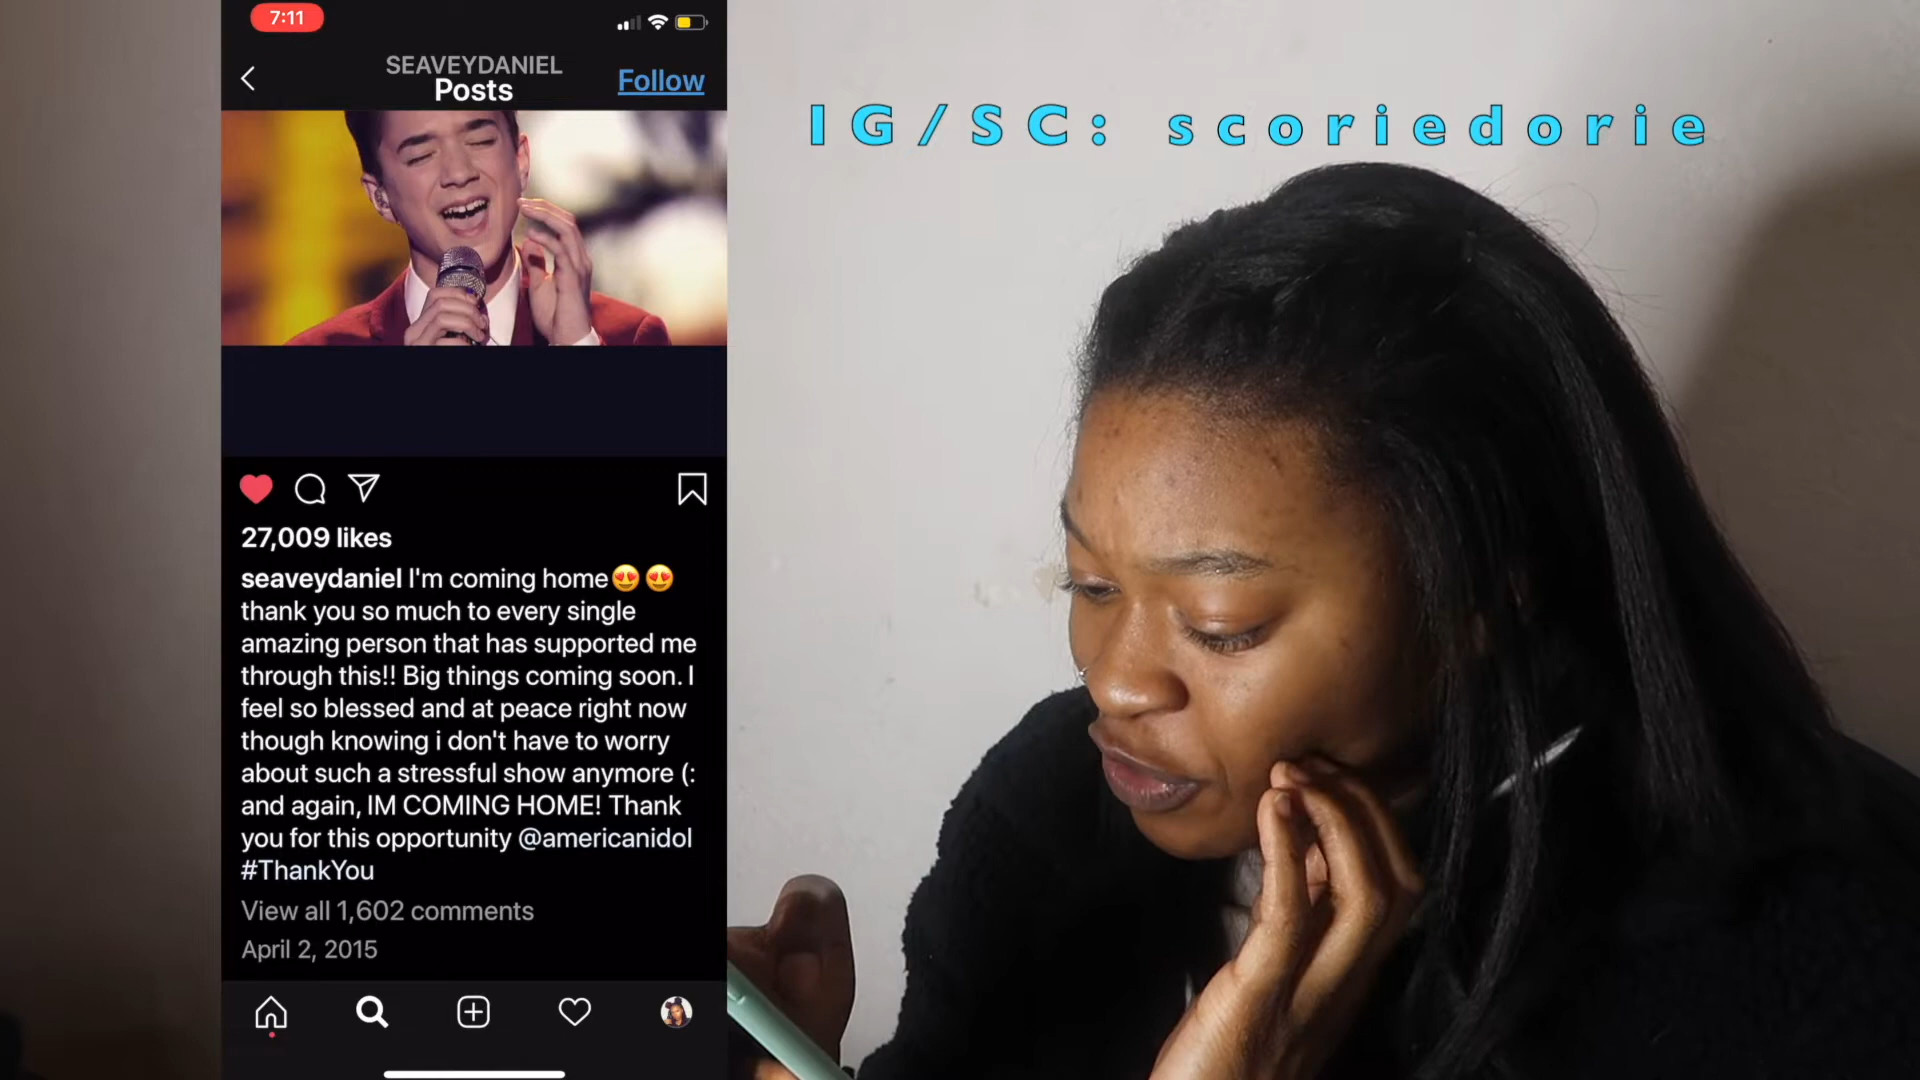 7:11
SEAVEYDANIEL
Posts
Follow
IG/SC: scoriedorie
27,009 likes
seaveydaniel I'm coming home😍😍
thank you so much to every single
amazing person that has supported me
through this!! Big things coming soon. I
feel so blessed and at peace right now
though knowing i don't have to worry
about such a stressful show anymore (:
and again, IM COMING HOME! Thank
you for this opportunity @americanidol
#ThankYou
View all 1,602 comments
April 2, 2015